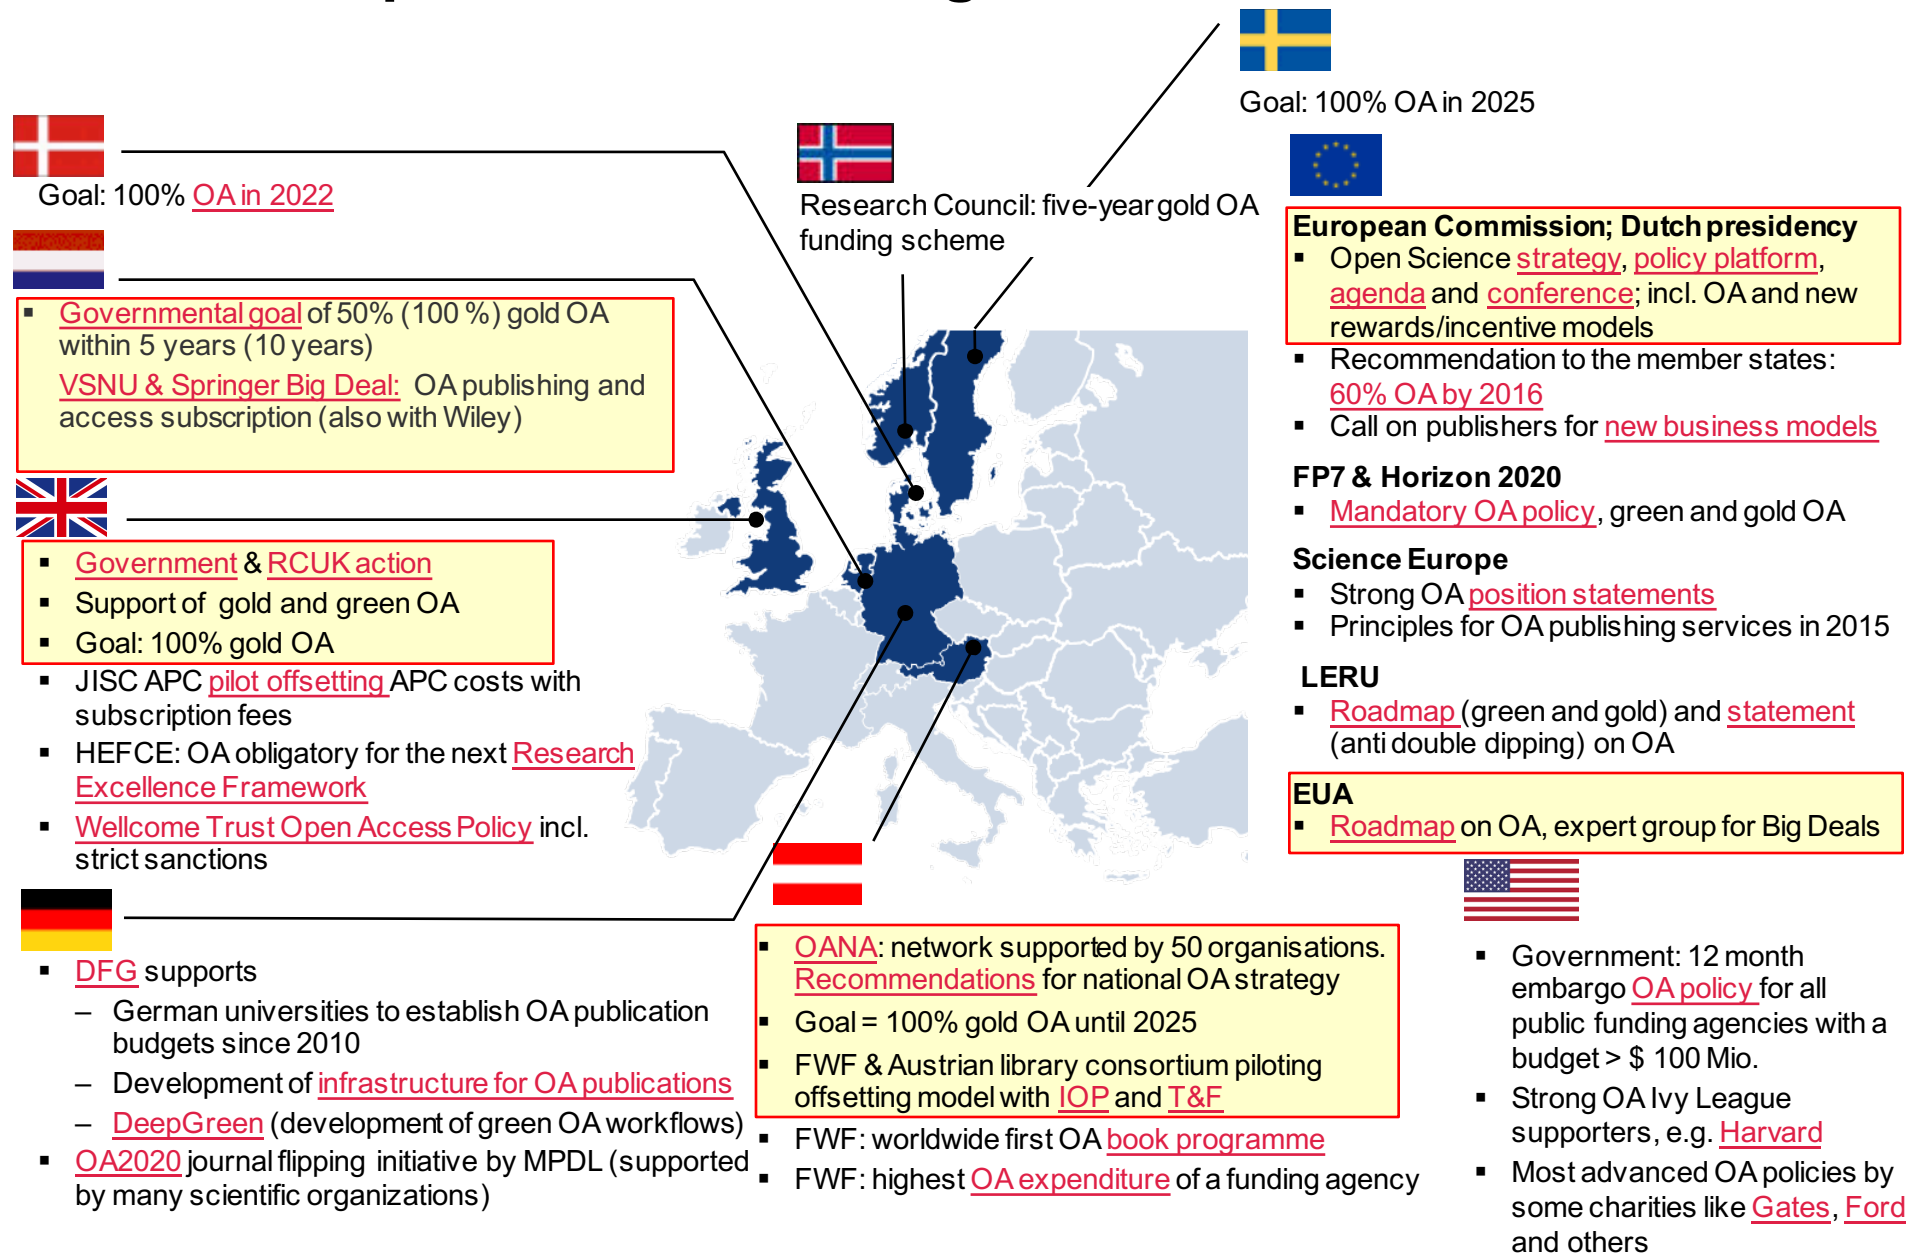 Goal: 100% OA in 2025
Goal: 100% OA in 2022
Research Council: five-year gold OA
funding scheme
▪ Governmental goal of 50% (100 %) gold OA
within 5 years (10 years)
VSNU & Springer Big Deal: OA publishing and
access subscription (also with Wiley)
▪ Government & RCUK action
▪ Support of gold and green OA
▪ Goal: 100% gold OA
▪ JISC APC pilot offsetting APC costs with
subscription fees
▪ HEFCE: OA obligatory for the next Research
Excellence Framework
▪ Wellcome Trust Open Access Policy incl.
strict sanctions
▪ DFG supports
– German universities to establish OA publication
budgets since 2010
– Development of infrastructure for OA publications
– DeepGreen (development of green OA workflows)
▪ OA2020 journal flipping initiative by MPDL (supported
by many scientific organizations)
▪ OANA: network supported by 50 organisations.
Recommendations for national OA strategy
▪ Goal = 100% gold OA until 2025
▪ FWF & Austrian library consortium piloting
offsetting model with IOP and T&F
▪ FWF: worldwide first OA book programme
▪ FWF: highest OA expenditure of a funding agency
European Commission; Dutch presidency
▪ Open Science strategy, policy platform,
agenda and conference; incl. OA and new
rewards/incentive models
▪ Recommendation to the member states:
60% OA by 2016
▪ Call on publishers for new business models
FP7 & Horizon 2020
▪ Mandatory OA policy, green and gold OA
Science Europe
▪ Strong OA position statements
▪ Principles for OA publishing services in 2015
LERU
▪ Roadmap (green and gold) and statement
(anti double dipping) on OA
EUA
▪ Roadmap on OA, expert group for Big Deals
▪ Government: 12 month
embargo OA policy for all
public funding agencies with a
budget > $ 100 Mio.
▪ Strong OA Ivy League
supporters, e.g. Harvard
▪ Most advanced OA policies by
some charities like Gates, Ford
and others